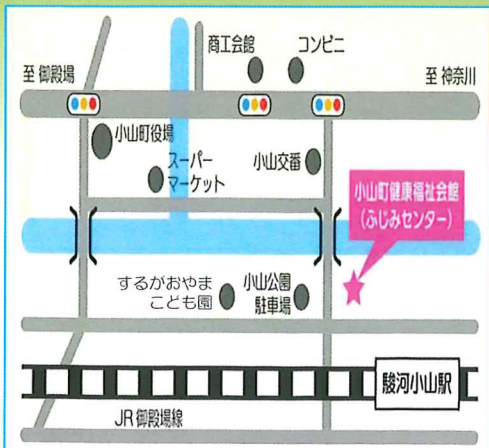 商工会館
コンビニ
至 御殿場
至 神奈川
小山町役場
スーパー
マーケット
小山交番
小山町健康福祉会館
(ふじみセンター)
するがおやま
こども園
小山公園
駐車場
駿河小山駅
JR御殿場線